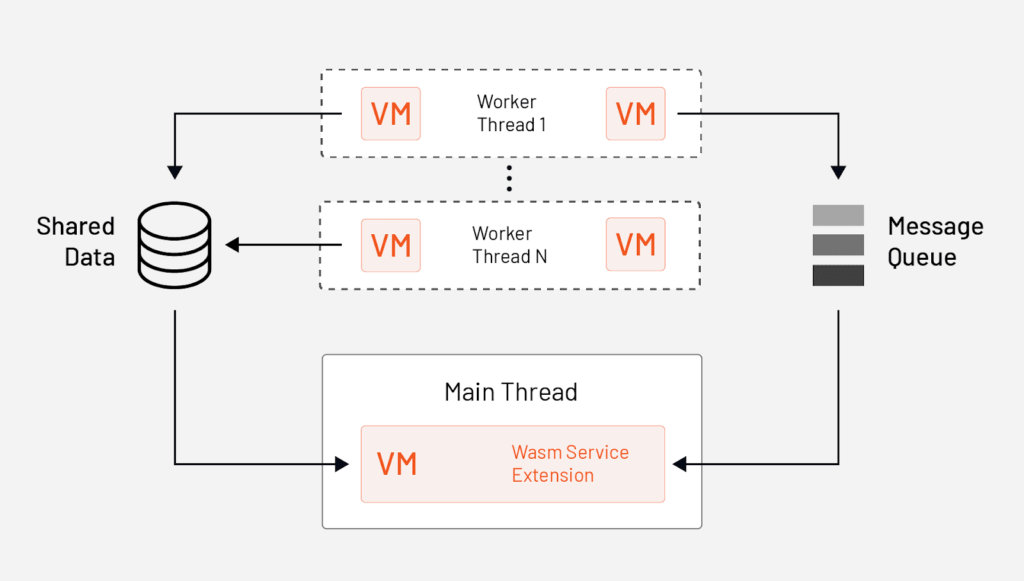 VM
Worker
Thread 1
VM
Shared
Data
VM
Worker
Thread N
VM
Message
Queue
Main Thread
VM
Wasm Service
Extension